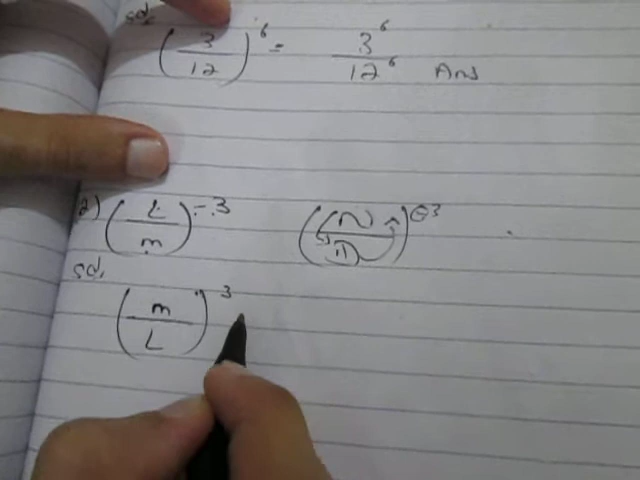 sol,
(3/12)^6 = 3^6/12^6 Ans
2) (L/m)^-3
sol,
(m/L)^3